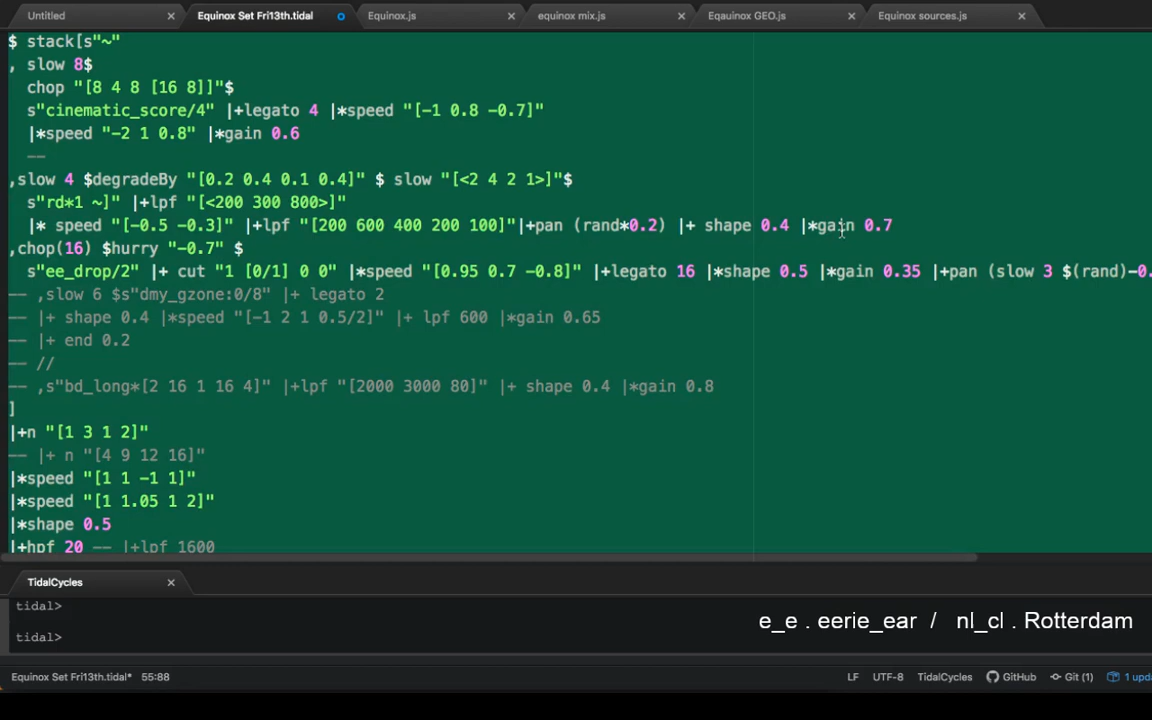 Untitled
Equinox Set Fri13th.tidal
Equinox.js
equinox mix.js
Eqauinox GEO.js
Equinox sources.js
$ stack[s"~"
, slow 8$
chop "[8 4 8 [16 8]]"$
s"cinematic_score/4" |+legato 4 |*speed "[-1 0.8 -0.7]"
|*speed "-2 1 0.8" |*gain 0.6
--
,slow 4 $degradeBy "[0.2 0.4 0.1 0.4]" $ slow "[<2 4 2 1>]"$
s"rd*1 ~]" |+lpf "[<200 300 800>]"
|* speed "[-0.5 -0.3]" |+lpf "[200 600 400 200 100]"|+pan (rand*0.2) |+ shape 0.4 |*gain 0.7
,chop(16) $hurry "-0.7" $
s"ee_drop/2" |+ cut "1 [0/1] 0 0" |*speed "[0.95 0.7 -0.8]" |+legato 16 |*shape 0.5 |*gain 0.35 |+pan (slow 3 $(rand)-0.
-- ,slow 6 $s"dmy_gzone:0/8" |+ legato 2
-- |+ shape 0.4 |*speed "[-1 2 1 0.5/2]" |+ lpf 600 |*gain 0.65
-- |+ end 0.2
-- //
-- ,s"bd_long*[2 16 1 16 4]" |+lpf "[2000 3000 80]" |+ shape 0.4 |*gain 0.8
]
|+n "[1 3 1 2]"
-- |+ n "[4 9 12 16]"
|*speed "[1 1 -1 1]"
|*speed "[1 1.05 1 2]"
|*shape 0.5
|+hpf 20 -- |+lpf 1600
TidalCycles
tidal>
tidal>
e_e . eerie_ear / nl_cl . Rotterdam
Equinox Set Fri13th.tidal* 55:88 LF UTF-8 TidalCycles GitHub Git (1) 1 upd